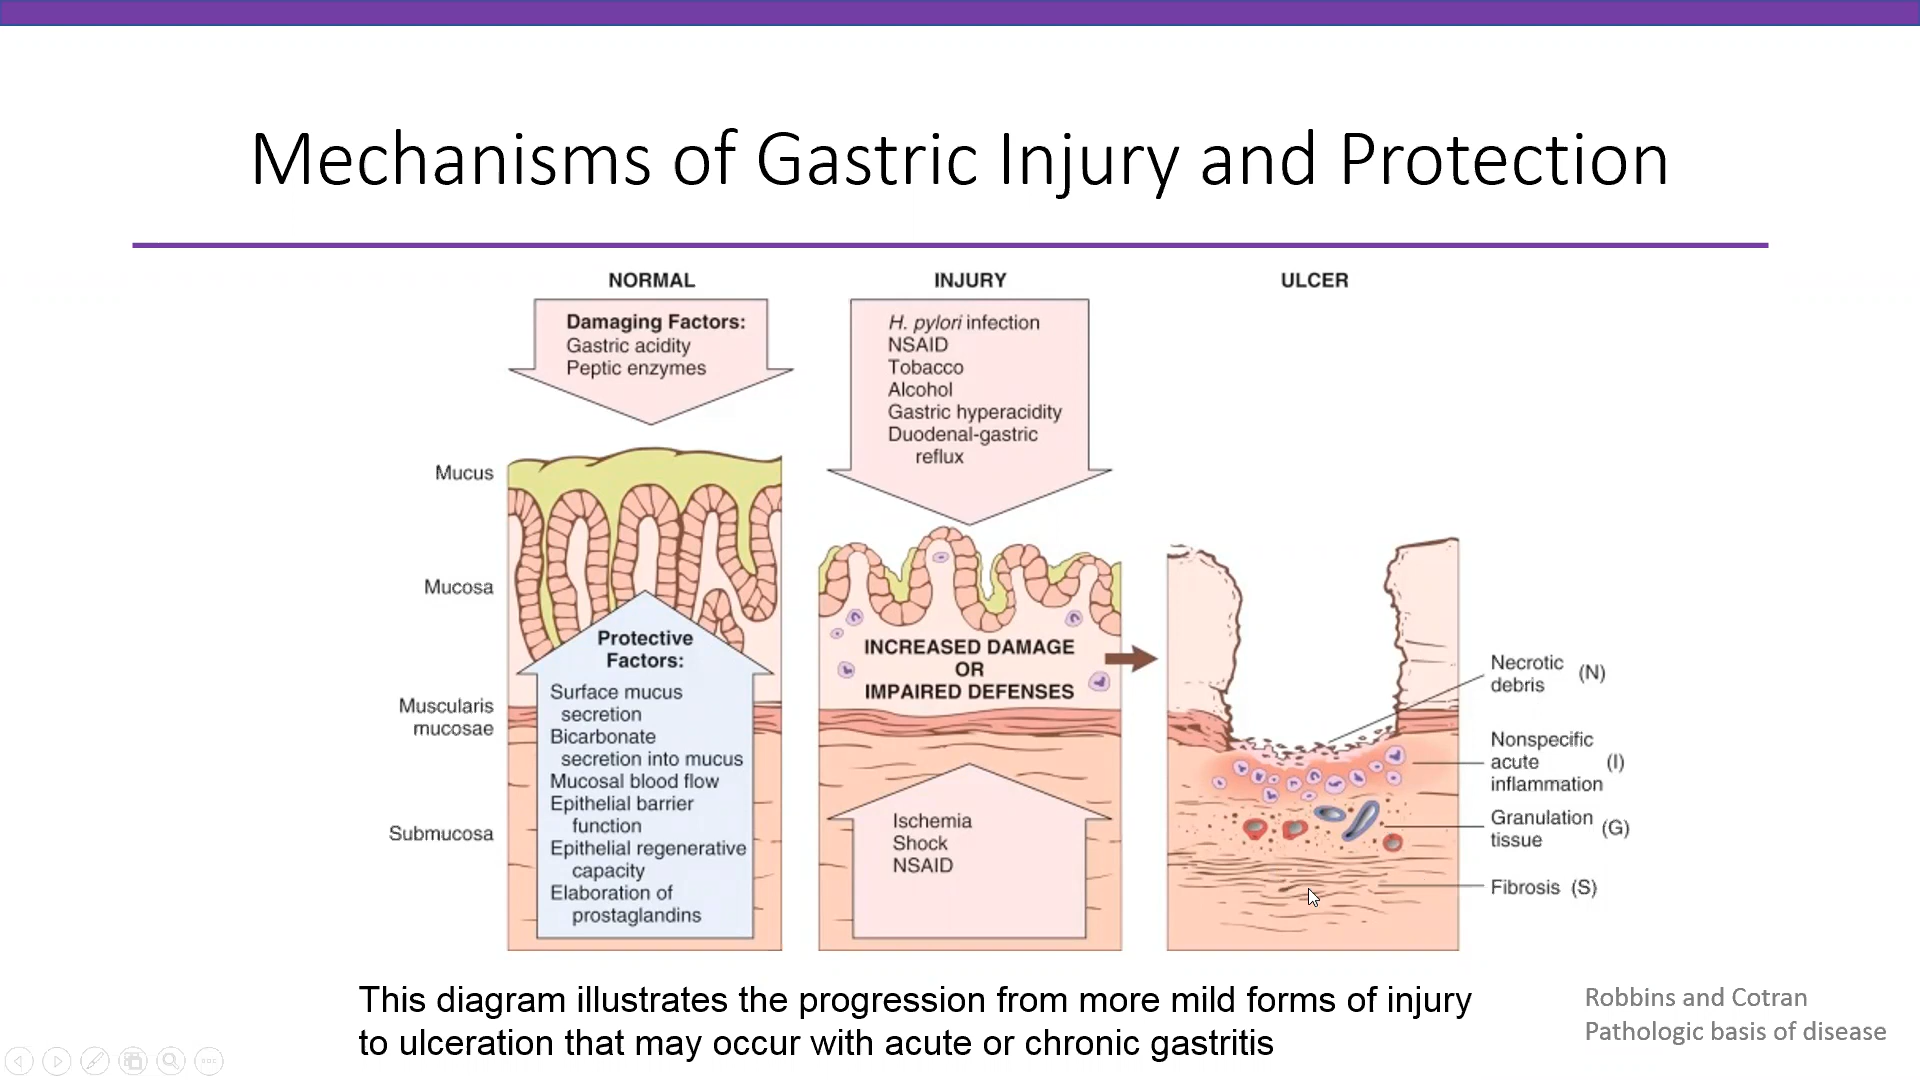 Mechanisms of Gastric Injury and Protection
NORMAL
Damaging Factors:
Gastric acidity
Peptic enzymes
Mucus
Mucosa
Muscularis
mucosae
Submucosa
Protective
Factors:
Surface mucus
secretion
Bicarbonate
secretion into mucus
Mucosal blood flow
Epithelial barrier
function
Epithelial regenerative
capacity
Elaboration of
prostaglandins
INJURY
H. pylori infection
NSAID
Tobacco
Alcohol
Gastric hyperacidity
Duodenal-gastric
reflux
INCREASED DAMAGE
OR
IMPAIRED DEFENSES
Ischemia
Shock
NSAID
ULCER
Necrotic
debris (N)
Nonspecific
acute (I)
inflammation
Granulation
tissue (G)
Fibrosis (S)
This diagram illustrates the progression from more mild forms of injury
to ulceration that may occur with acute or chronic gastritis
Robbins and Cotran
Pathologic basis of disease